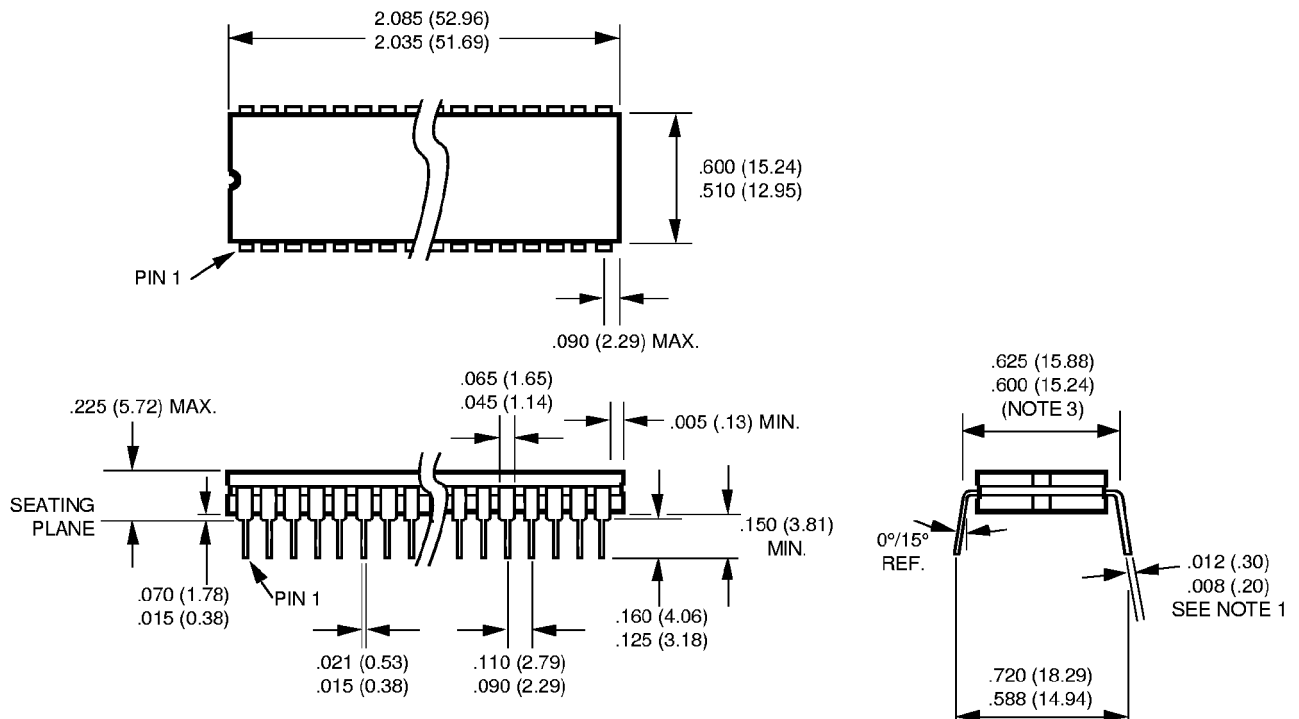 2.085 (52.96)
2.035 (51.69)
.600 (15.24)
.510 (12.95)
PIN 1
.090 (2.29) MAX.
.065 (1.65)
.045 (1.14)
.225 (5.72) MAX.
.005 (.13) MIN.
.625 (15.88)
.600 (15.24)
(NOTE 3)
SEATING
PLANE
.150 (3.81)
MIN.
0°/15°
REF.
.070 (1.78)
.015 (0.38)
PIN 1
.160 (4.06)
.125 (3.18)
.012 (.30)
.008 (.20)
SEE NOTE 1
.021 (0.53)
.015 (0.38)
.110 (2.79)
.090 (2.29)
.720 (18.29)
.588 (14.94)